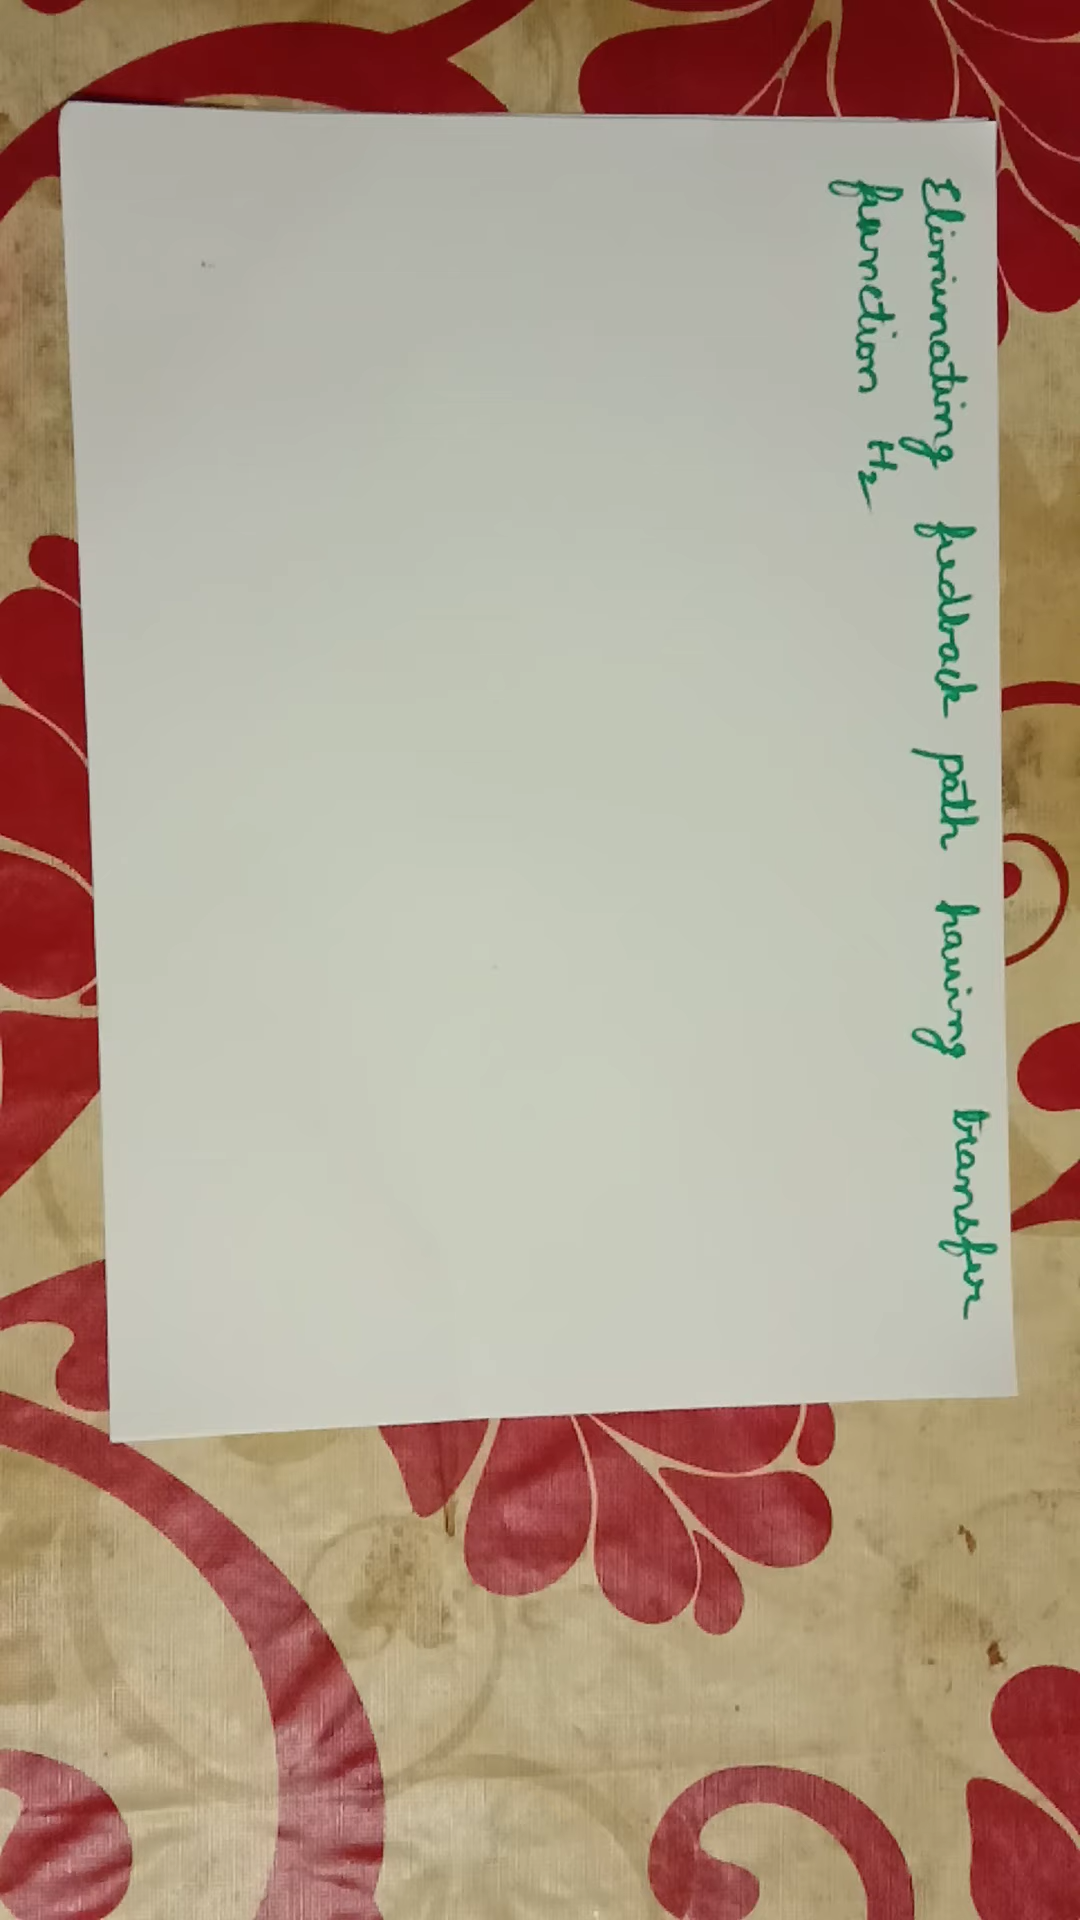 Eliminating feedback path having transfer
function H₂